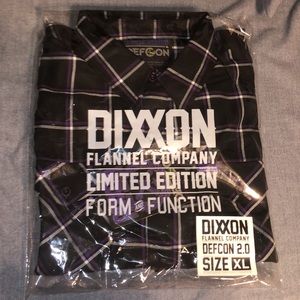 DEFCON
DIXXON
FLANNEL COMPANY
LIMITED EDITION
FORM & FUNCTION
DIXXON
FLANNEL COMPANY
DEFCON 2.0
SIZE XL